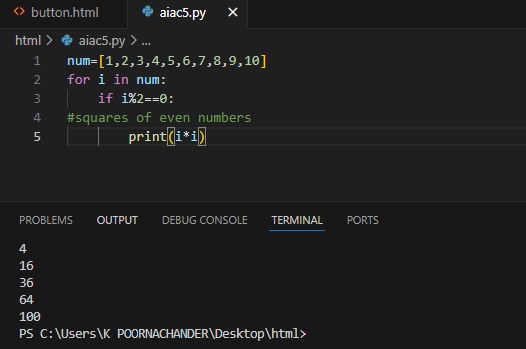 button.html
aiac5.py
html > aiac5.py > ...
1 num=[1,2,3,4,5,6,7,8,9,10]
2 for i in num:
3     if i%2==0:
4 #squares of even numbers
5         print(i*i)
PROBLEMS OUTPUT DEBUG CONSOLE TERMINAL PORTS
4
16
36
64
100
PS C:\Users\K POORNACHANDER\Desktop\html>